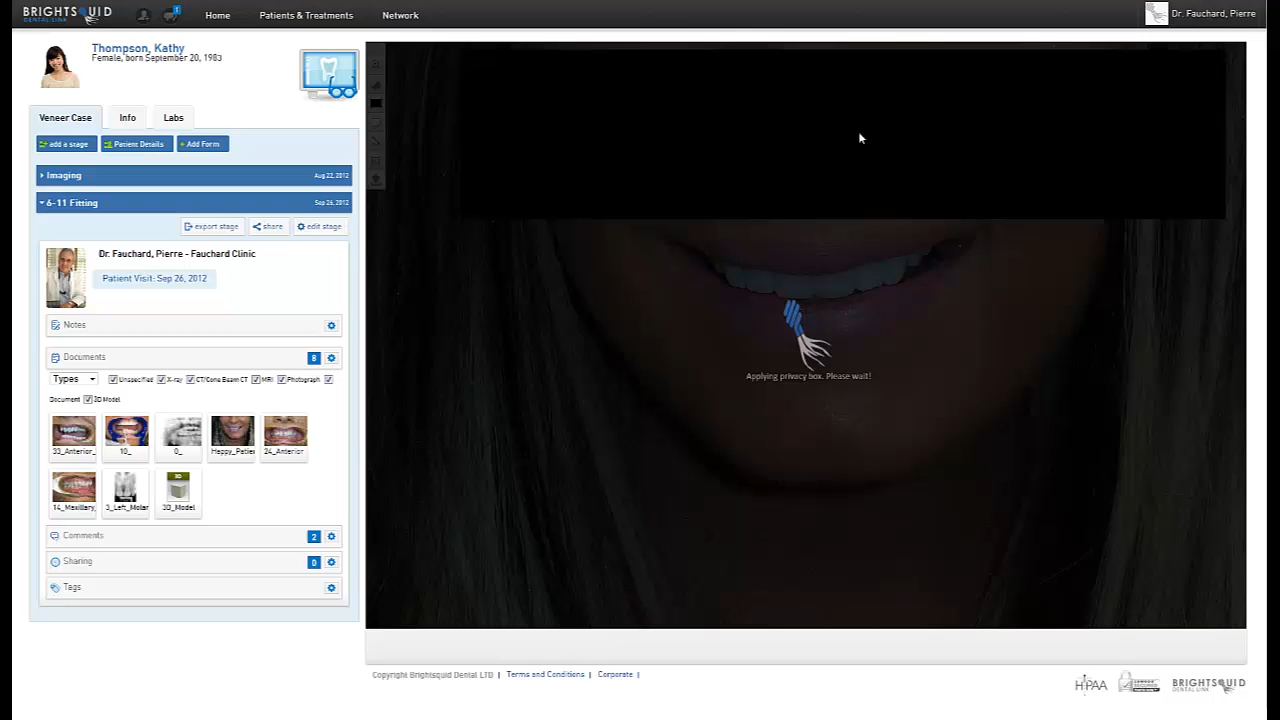 BRIGHTSQUID
DENTAL LINK
1
Home
Patients & Treatments
Network
Dr. Fauchard, Pierre
Thompson, Kathy
Female, born September 20, 1983
Veneer Case
Info
Labs
add a stage
Patient Details
+ Add Form
Imaging
Aug 22, 2012
6-11 Fitting
Sep 26, 2012
export stage
share
edit stage
Dr. Fauchard, Pierre - Fauchard Clinic
Patient Visit: Sep 26, 2012
Notes
Documents
8
Types
Unspecified
X-ray
CT/Cone Beam CT
MRI
Photograph
Document
3D Model
33_Anterior_
10_
0_
Happy_Patie
24_Anterior
14_Maxillary_
3_Left_Molar
3D
3D_Model
Comments
2
Sharing
0
Tags
Applying privacy box. Please wait!
Copyright Brightsquid Dental LTD |
Terms and Conditions |
Corporate |
HIPAA
BRIGHTSQUID
DENTAL LINK